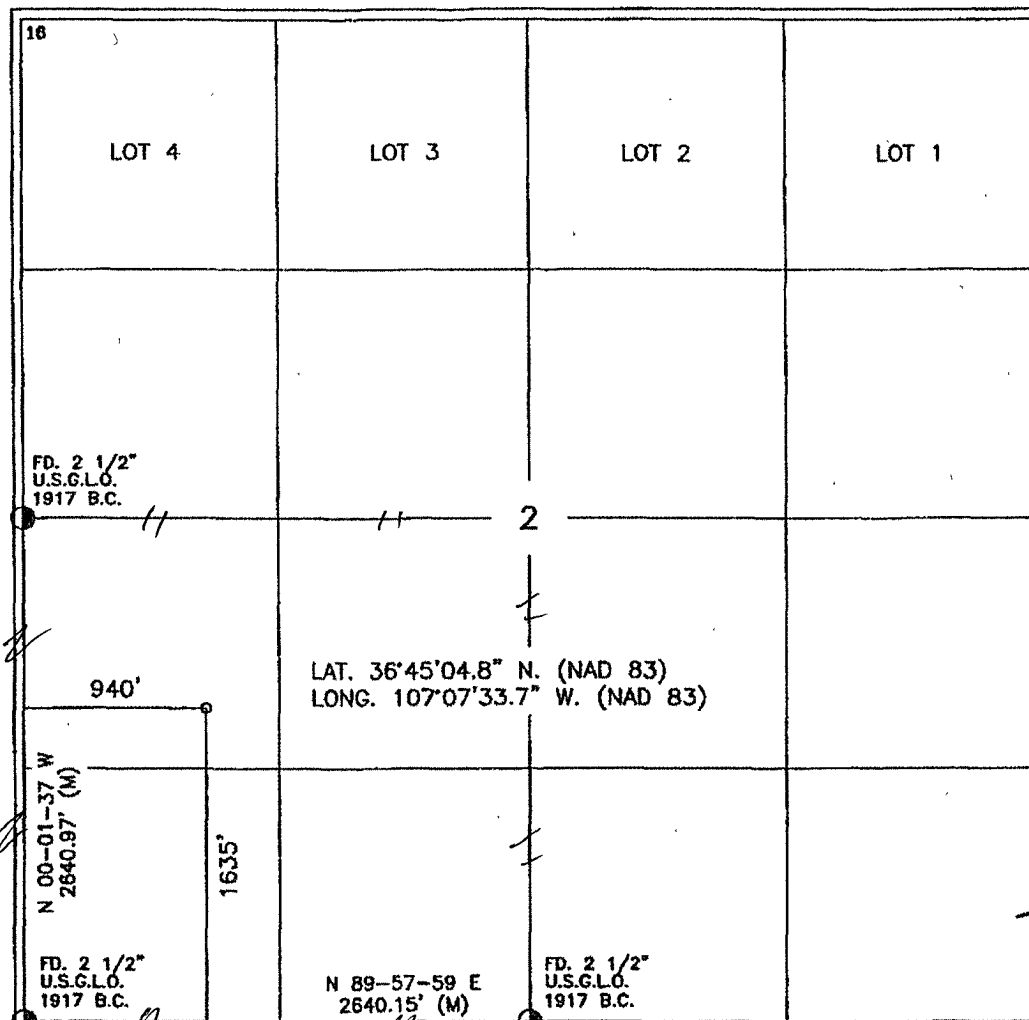 16
LOT 4
LOT 3
LOT 2
LOT 1
FD. 2 1/2"
U.S.G.L.O.
1917 B.C.
2
LAT. 36°45'04.8" N. (NAD 83)
LONG. 107°07'33.7" W. (NAD 83)
940'
N 00-01-37 W
2640.97' (M)
1635'
FD. 2 1/2"
U.S.G.L.O.
1917 B.C.
N 89-57-59 E
2640.15' (M)
FD. 2 1/2"
U.S.G.L.O.
1917 B.C.